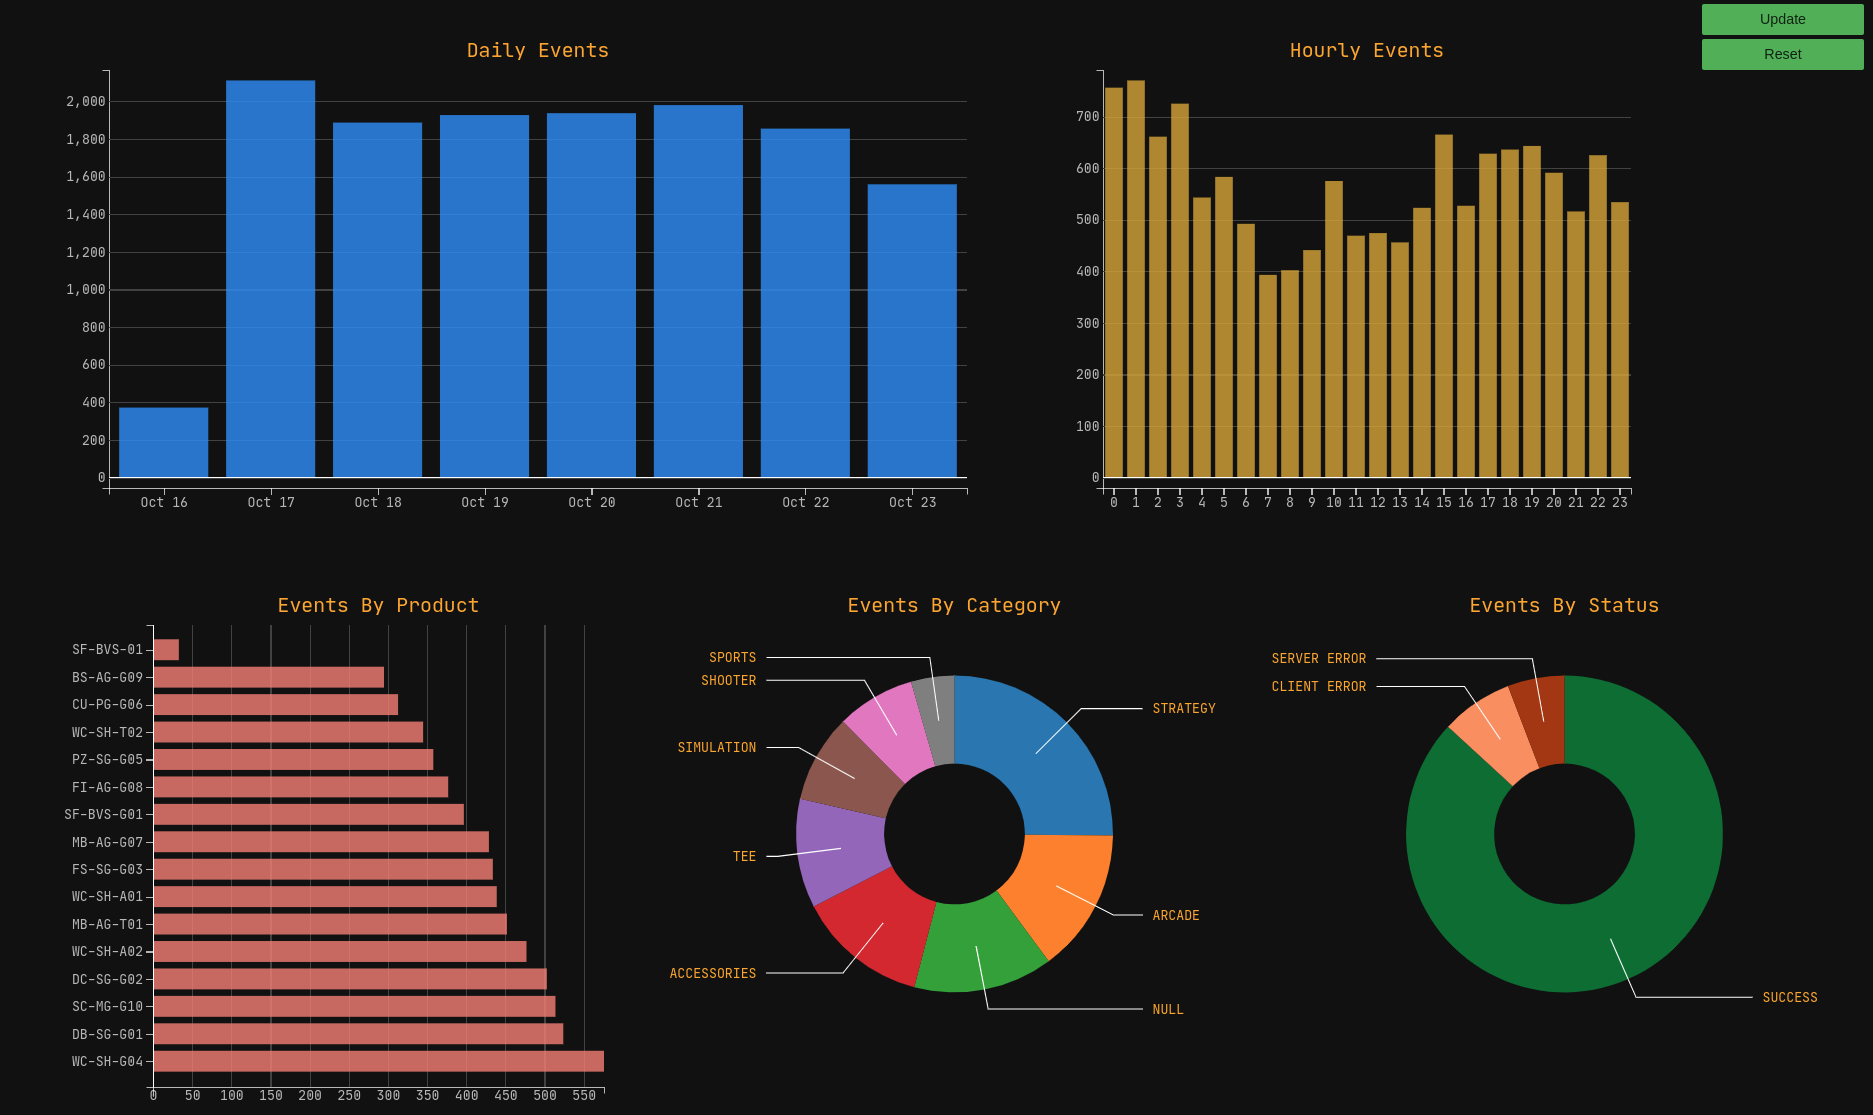 Update
Reset
Daily Events
2,000
1,800
1,600
1,400
1,200
1,000
800
600
400
200
0
Oct 16 Oct 17 Oct 18 Oct 19 Oct 20 Oct 21 Oct 22 Oct 23
Hourly Events
700
600
500
400
300
200
100
0
0 1 2 3 4 5 6 7 8 9 10 11 12 13 14 15 16 17 18 19 20 21 22 23
Events By Product
SF-BVS-01
BS-AG-G09
CU-PG-G06
WC-SH-T02
PZ-SG-G05
FI-AG-G08
SF-BVS-G01
MB-AG-G07
FS-SG-G03
WC-SH-A01
MB-AG-T01
WC-SH-A02
DC-SG-G02
SC-MG-G10
DB-SG-G01
WC-SH-G04
0 50 100 150 200 250 300 350 400 450 500 550
Events By Category
SPORTS
SHOOTER
STRATEGY
SIMULATION
TEE
ARCADE
ACCESSORIES
NULL
Events By Status
SERVER ERROR
CLIENT ERROR
SUCCESS